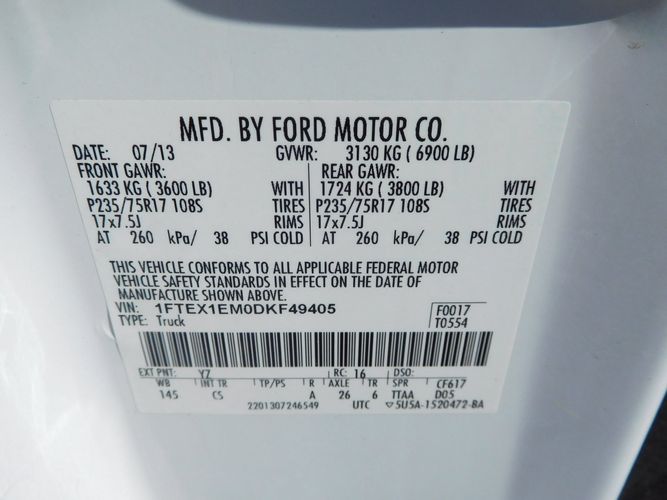 MFD. BY FORD MOTOR CO.
DATE: 07/13 GVWR: 3130 KG ( 6900 LB)
FRONT GAWR: REAR GAWR:
1633 KG ( 3600 LB) WITH 1724 KG ( 3800 LB) WITH
P235/75R17 108S TIRES P235/75R17 108S TIRES
17x7.5J RIMS 17x7.5J RIMS
AT 260 kPa/ 38 PSI COLD AT 260 kPa/ 38 PSI COLD
THIS VEHICLE CONFORMS TO ALL APPLICABLE FEDERAL MOTOR
VEHICLE SAFETY STANDARDS IN EFFECT ON THE DATE OF
MANUFACTURE SHOWN ABOVE.
VIN: 1FTEX1EM0DKF49405 F0017
TYPE: Truck T0554
EXT PNT: YZ RC: 16 DSO:
WB INT TR TP/PS R AXLE TR SPR CF617
145 CS A 26 6 TTAA D05
2201307246549 UTC ▽5U5A-1520472-BA